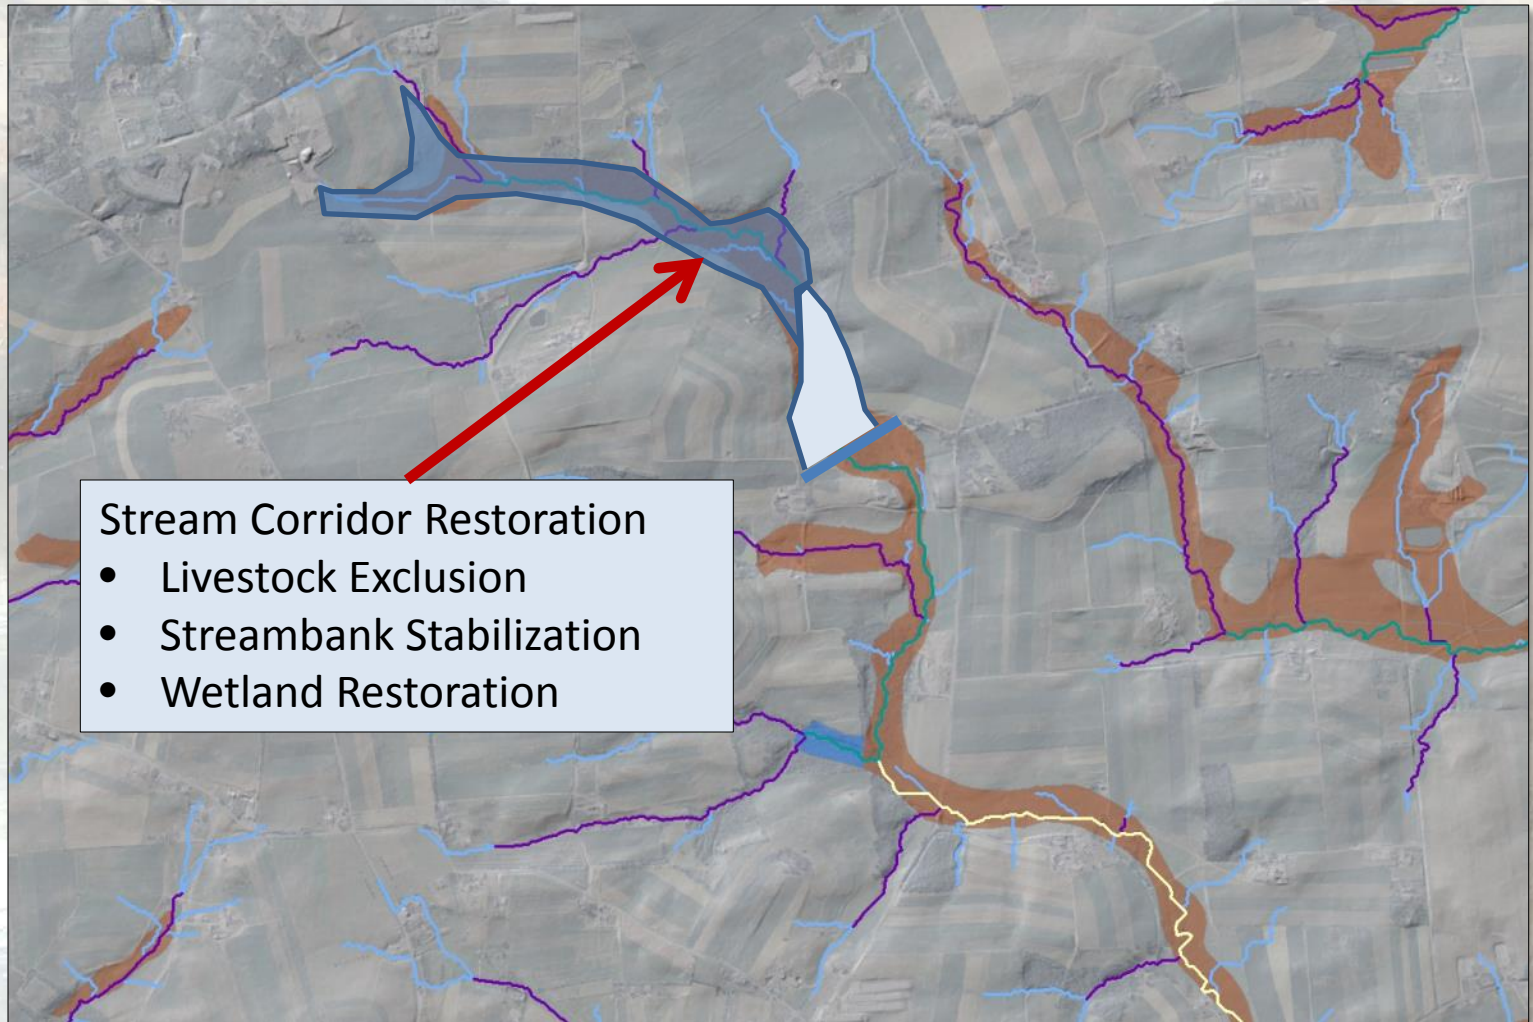 Stream Corridor Restoration
• Livestock Exclusion
• Streambank Stabilization
• Wetland Restoration